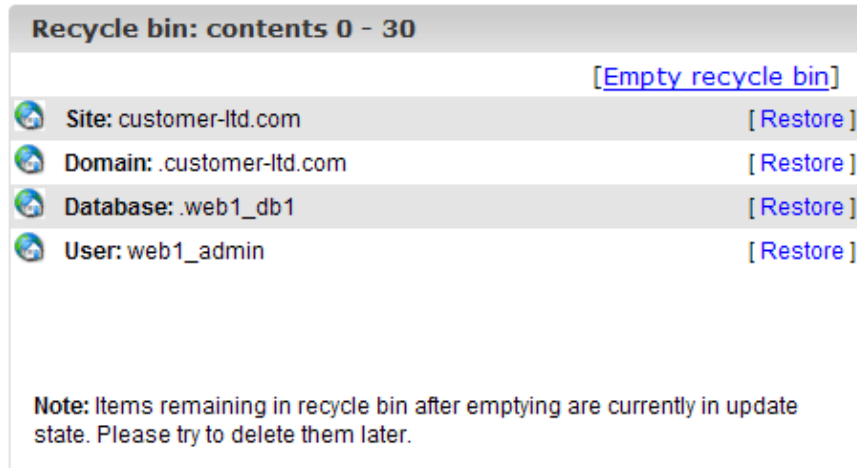 Recycle bin: contents 0 - 30
[Empty recycle bin]
Site: customer-ltd.com [ Restore ]
Domain: .customer-ltd.com [ Restore ]
Database: .web1_db1 [ Restore ]
User: web1_admin [ Restore ]
Note: Items remaining in recycle bin after emptying are currently in update
state. Please try to delete them later.